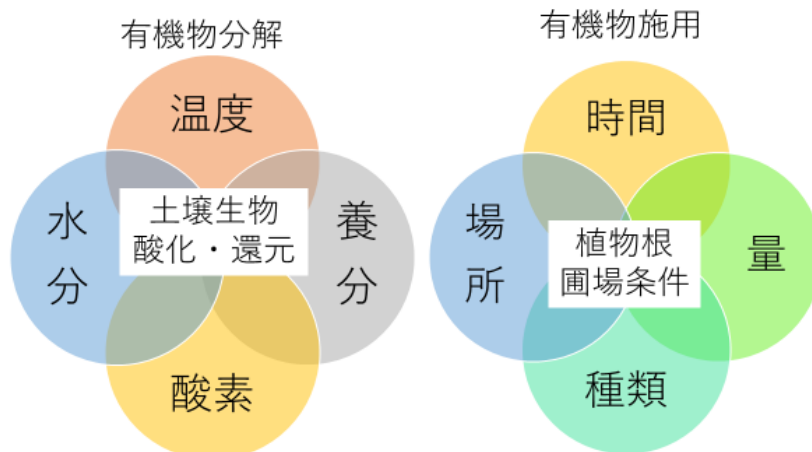 有機物分解
温度
水分
土壌生物
酸化・還元
養分
酸素
有機物施用
時間
場所
植物根
圃場条件
量
種類